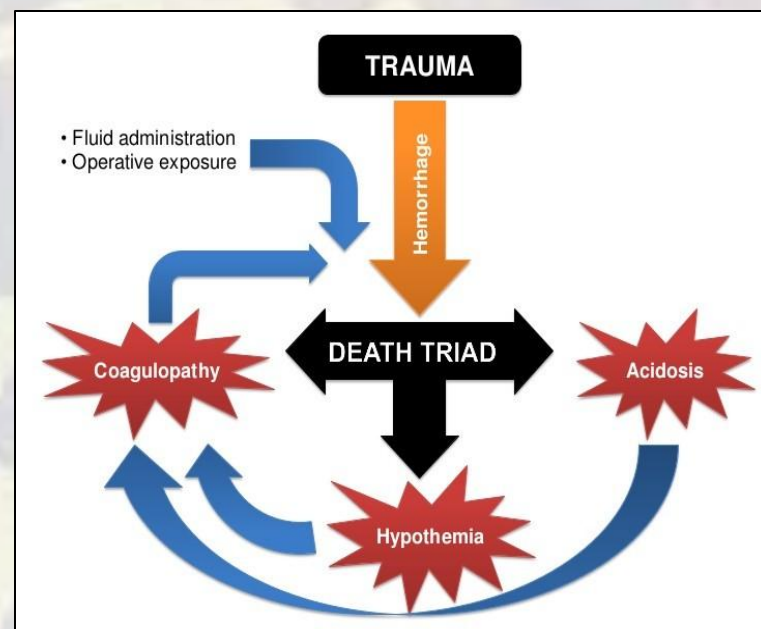 TRAUMA
• Fluid administration
• Operative exposure
Hemorrhage
DEATH TRIAD
Coagulopathy
Acidosis
Hypothemia